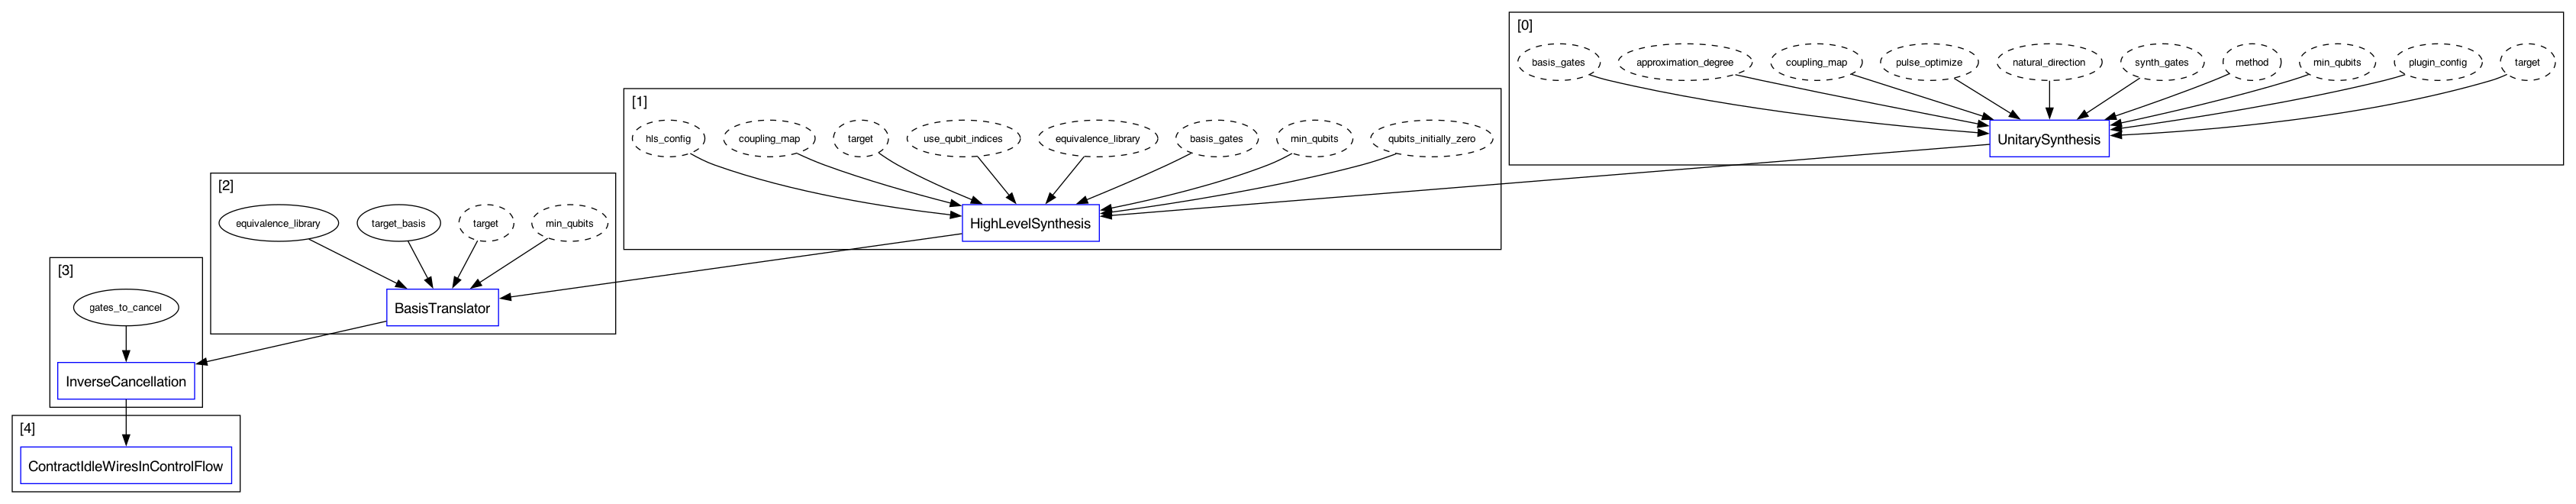 [0]
basis_gates
approximation_degree
coupling_map
pulse_optimize
natural_direction
synth_gates
method
min_qubits
plugin_config
target
UnitarySynthesis
[1]
hls_config
coupling_map
target
use_qubit_indices
equivalence_library
basis_gates
min_qubits
qubits_initially_zero
HighLevelSynthesis
[2]
equivalence_library
target_basis
target
min_qubits
BasisTranslator
[3]
gates_to_cancel
InverseCancellation
[4]
ContractIdleWiresInControlFlow